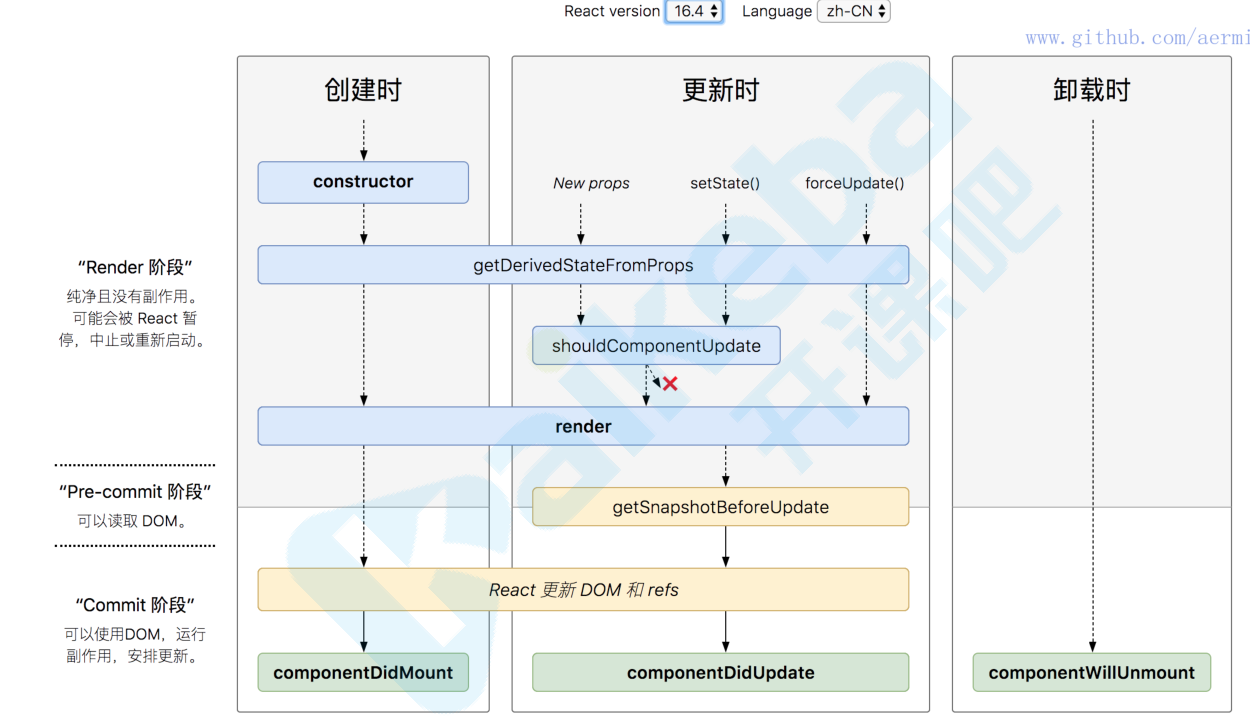 React version 16.4 Language zh-CN
www.github.com/aermi
创建时
更新时
卸载时
constructor
New props
setState()
forceUpdate()
“Render 阶段”
纯净且没有副作用。
可能会被 React 暂
停，中止或重新启动。
getDerivedStateFromProps
shouldComponentUpdate
render
“Pre-commit 阶段”
可以读取 DOM。
getSnapshotBeforeUpdate
“Commit 阶段”
可以使用DOM，运行
副作用，安排更新。
React 更新 DOM 和 refs
componentDidMount
componentDidUpdate
componentWillUnmount
Kaikeba
开课吧